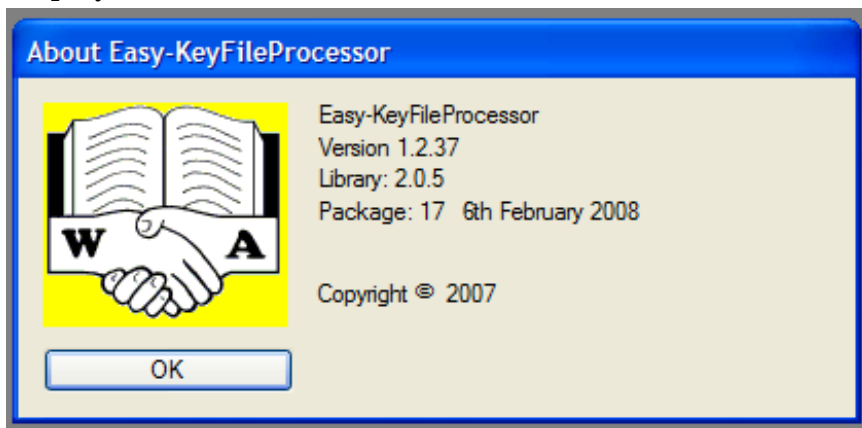 About Easy-KeyFileProcessor
Easy-KeyFileProcessor
Version 1.2.37
Library: 2.0.5
Package: 17 6th February 2008
W A
Copyright © 2007
OK